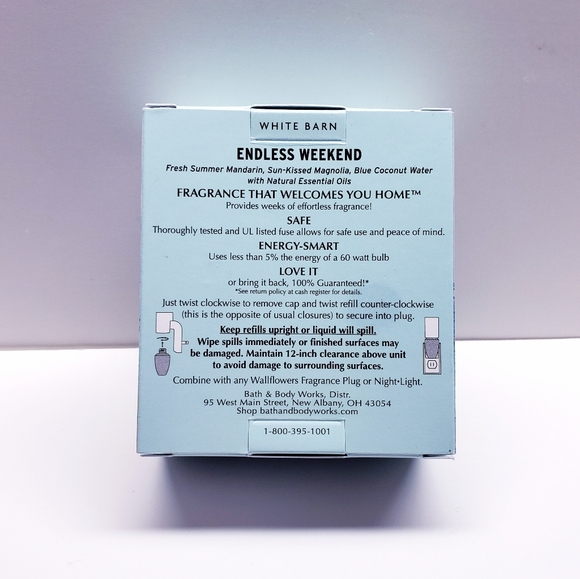 WHITE BARN
ENDLESS WEEKEND
Fresh Summer Mandarin, Sun-Kissed Magnolia, Blue Coconut Water
with Natural Essential Oils
FRAGRANCE THAT WELCOMES YOU HOME™
Provides weeks of effortless fragrance!
SAFE
Thoroughly tested and UL listed fuse allows for safe use and peace of mind.
ENERGY-SMART
Uses less than 5% the energy of a 60 watt bulb
LOVE IT
or bring it back, 100% Guaranteed!*
*See return policy at cash register for details.
Just twist clockwise to remove cap and twist refill counter-clockwise
(this is the opposite of usual closures) to secure into plug.
Keep refills upright or liquid will spill.
Wipe spills immediately or finished surfaces may
be damaged. Maintain 12-inch clearance above unit
to avoid damage to surrounding surfaces.
Combine with any Wallflowers Fragrance Plug or Night•Light.
Bath & Body Works, Distr.
95 West Main Street, New Albany, OH 43054
Shop bathandbodyworks.com
1-800-395-1001